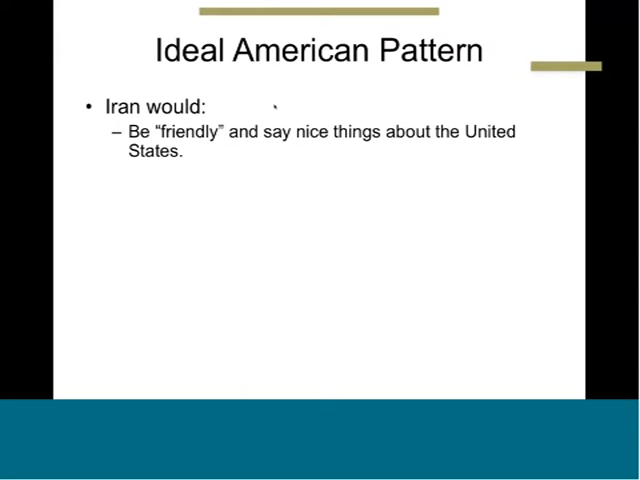 Ideal American Pattern
• Iran would:
– Be “friendly” and say nice things about the United
States.